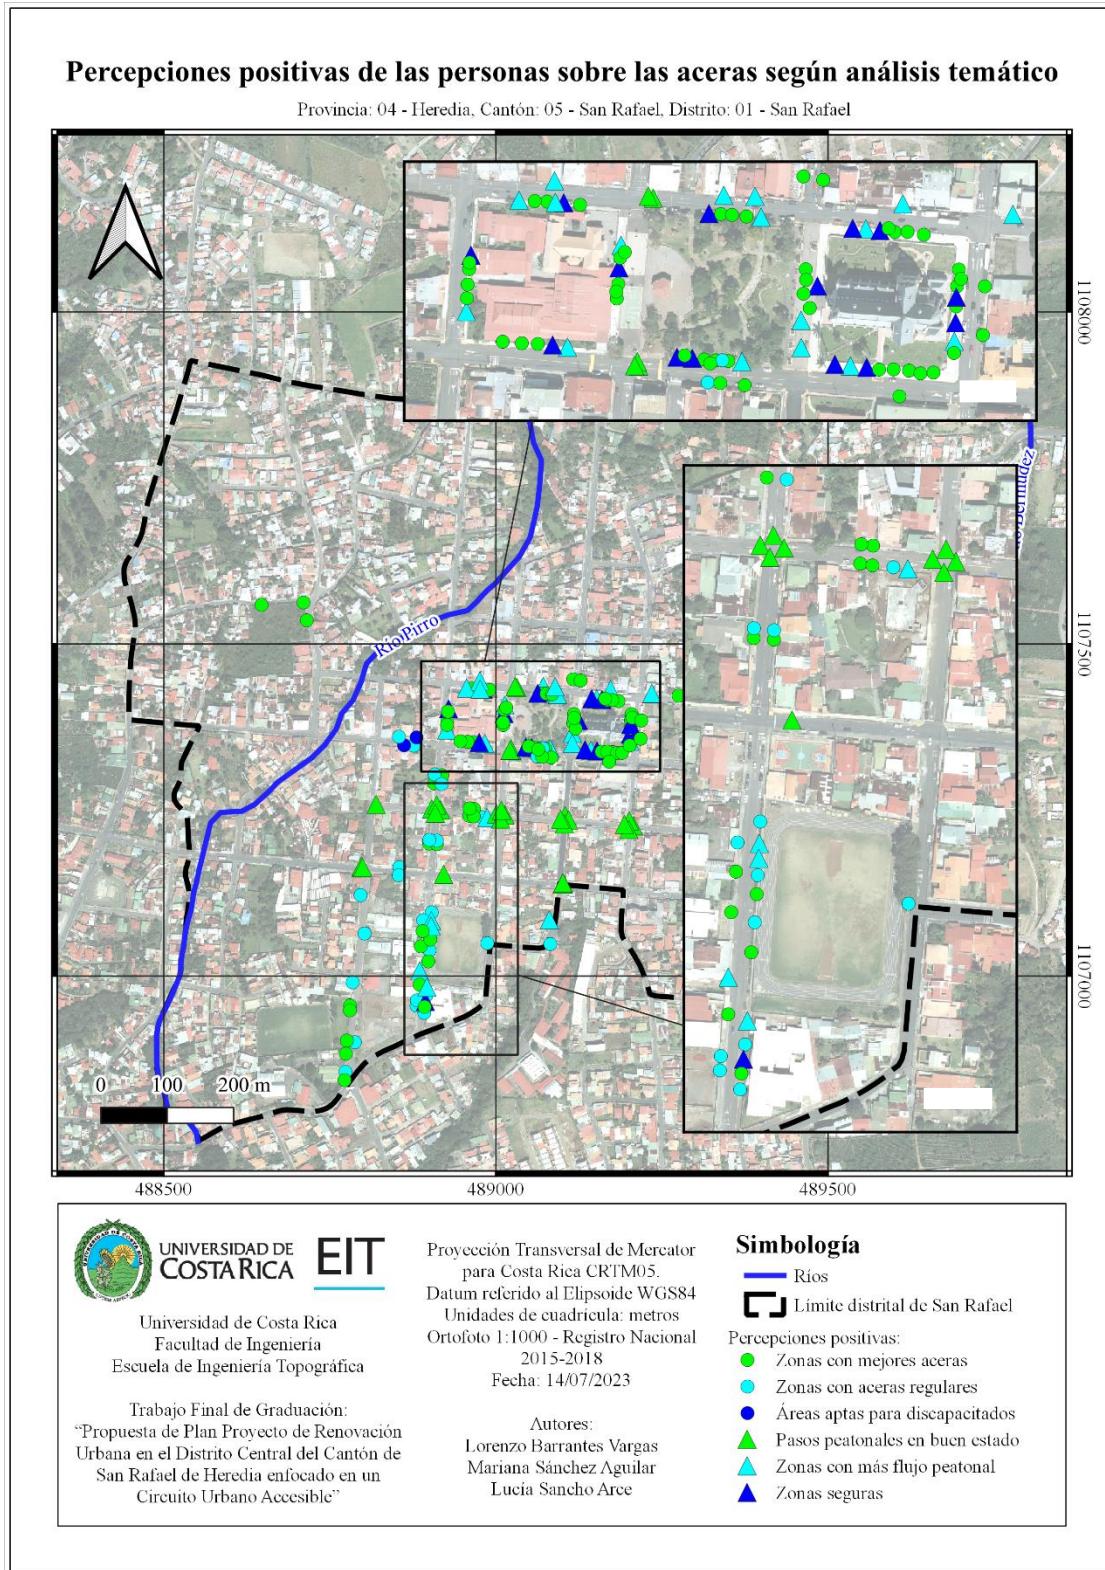 Percepciones positivas de las personas sobre las aceras según análisis temático
Provincia: 04 - Heredia, Cantón: 05 - San Rafael, Distrito: 01 - San Rafael
1108000
1107500
1107000
Bermúdez
Río Pirro
0 100 200 m
488500 489000 489500
UNIVERSIDAD DE
COSTA RICA
EIT
Universidad de Costa Rica
Facultad de Ingeniería
Escuela de Ingeniería Topográfica
Trabajo Final de Graduación:
“Propuesta de Plan Proyecto de Renovación
Urbana en el Distrito Central del Cantón de
San Rafael de Heredia enfocado en un
Circuito Urbano Accesible”
Proyección Transversal de Mercator
para Costa Rica CRTM05.
Datum referido al Elipsoide WGS84
Unidades de cuadrícula: metros
Ortofoto 1:1000 - Registro Nacional
2015-2018
Fecha: 14/07/2023
Autores:
Lorenzo Barrantes Vargas
Mariana Sánchez Aguilar
Lucía Sancho Arce
Simbología
Ríos
Límite distrital de San Rafael
Percepciones positivas:
Zonas con mejores aceras
Zonas con aceras regulares
Áreas aptas para discapacitados
Pasos peatonales en buen estado
Zonas con más flujo peatonal
Zonas seguras